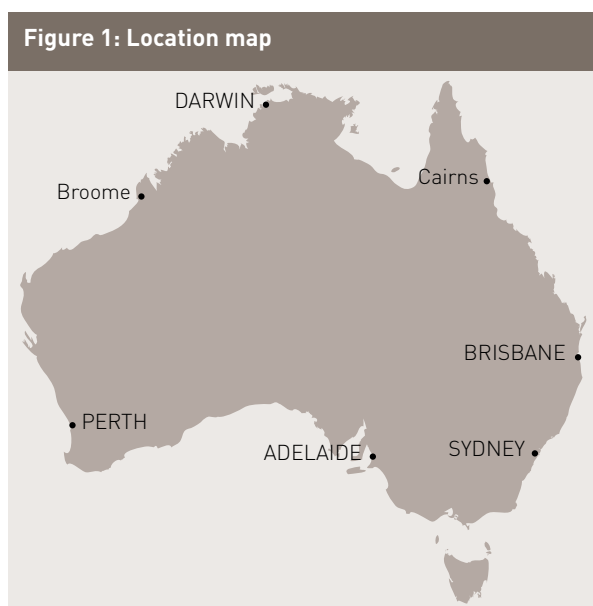 Figure 1: Location map
DARWIN
Cairns
Broome
BRISBANE
PERTH
SYDNEY
ADELAIDE